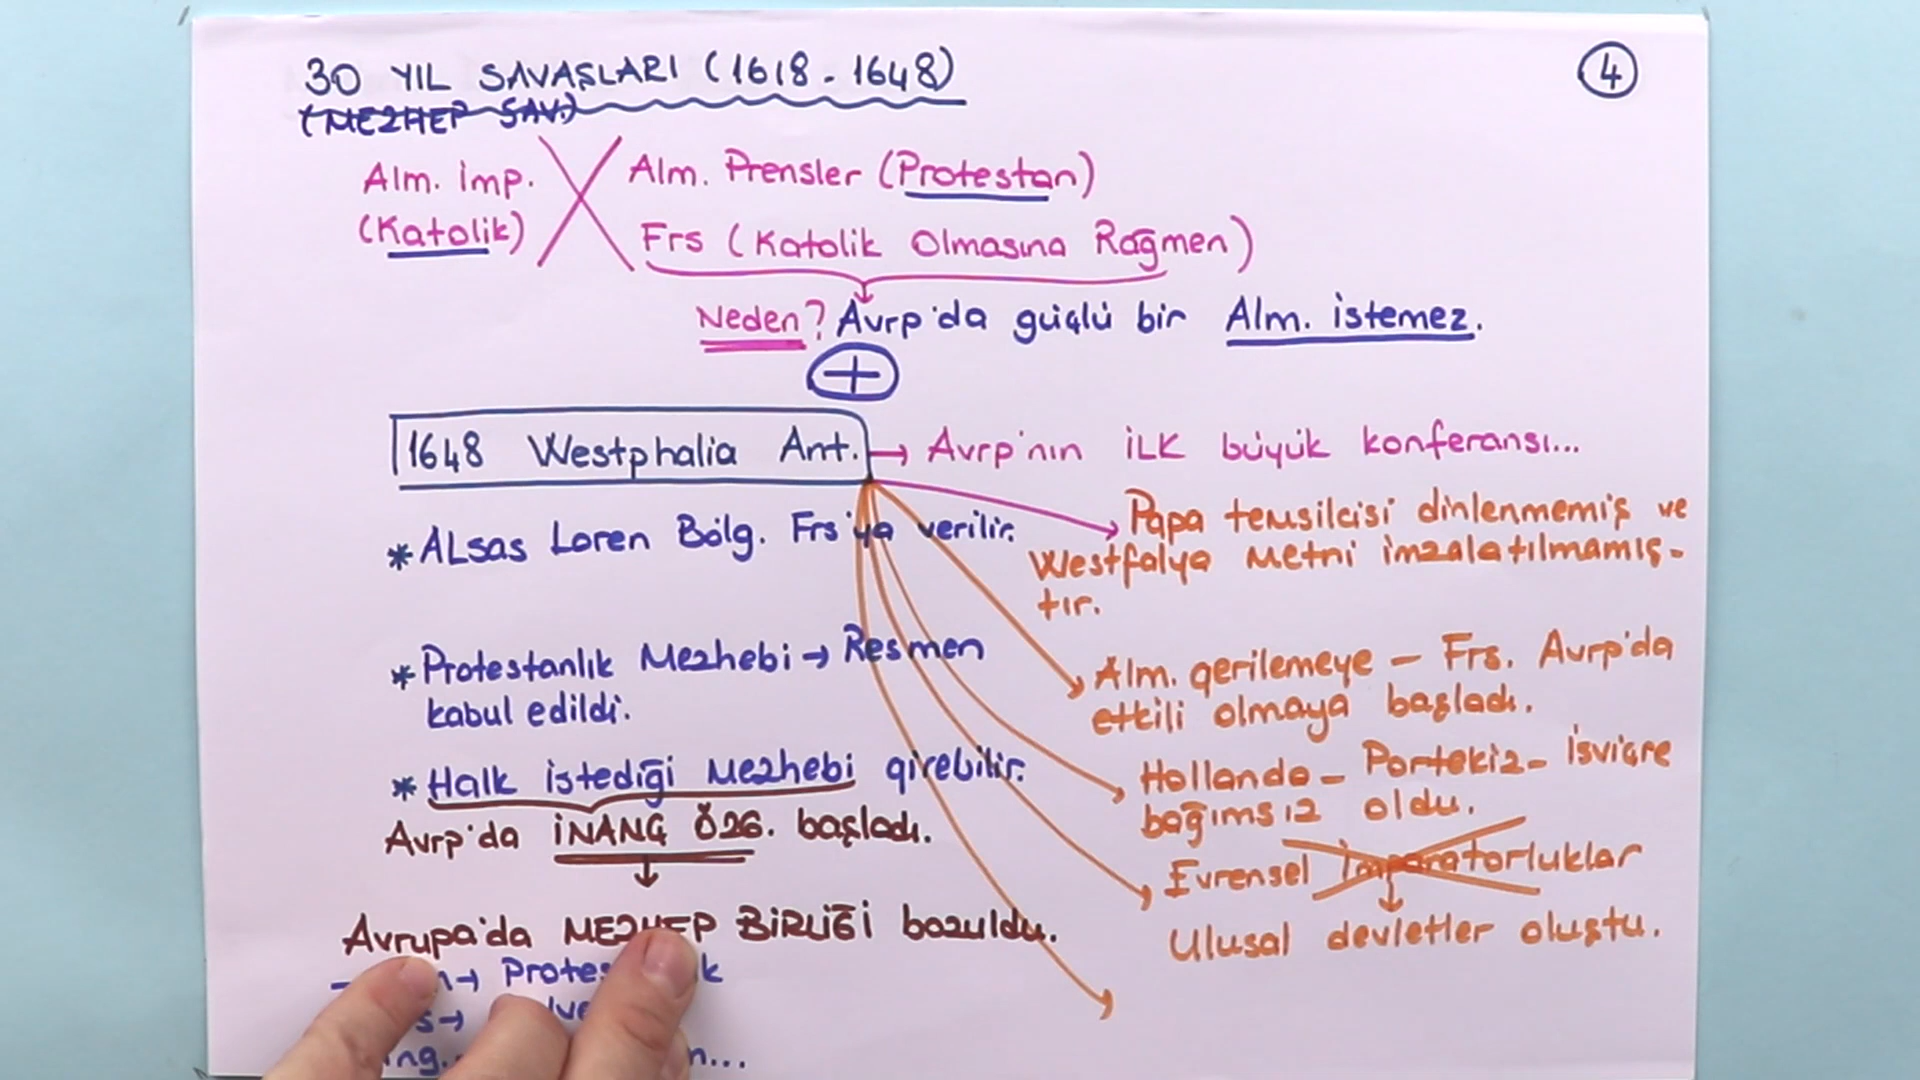 30 YIL SAVAŞLARI (1618 - 1648)
4
(MEZHEP SAV.)
Alm. İmp.
(Katolik)
Alm. Prensler (Protestan)
Frs (Katolik Olmasına Rağmen)
Neden? Avrp'da güçlü bir Alm. istemez.
+
1648 Westphalia Ant. → Avrp'nın İLK büyük konferansı...
Papa temsilcisi dinlenmemiş ve
Westfalya Metni imzalatılmamış-
tır.
* ALsas Loren Bölg. Frs'ya verilir.
* Protestanlık Mezhebi → Resmen
kabul edildi.
* Halk istediği Mezhebi girebilir.
Avrp'da İNANÇ ÖZG. başladı.
Avrupa'da MEZHEP BİRLİĞİ bozuldu.
Alm. gerilemeye - Frs. Avrp'da
etkili olmaya başladı.
Hollanda - Portekiz - İsviçre
bağımsız oldu.
Evrensel İmparatorluklar
Ulusal devletler oluştu.